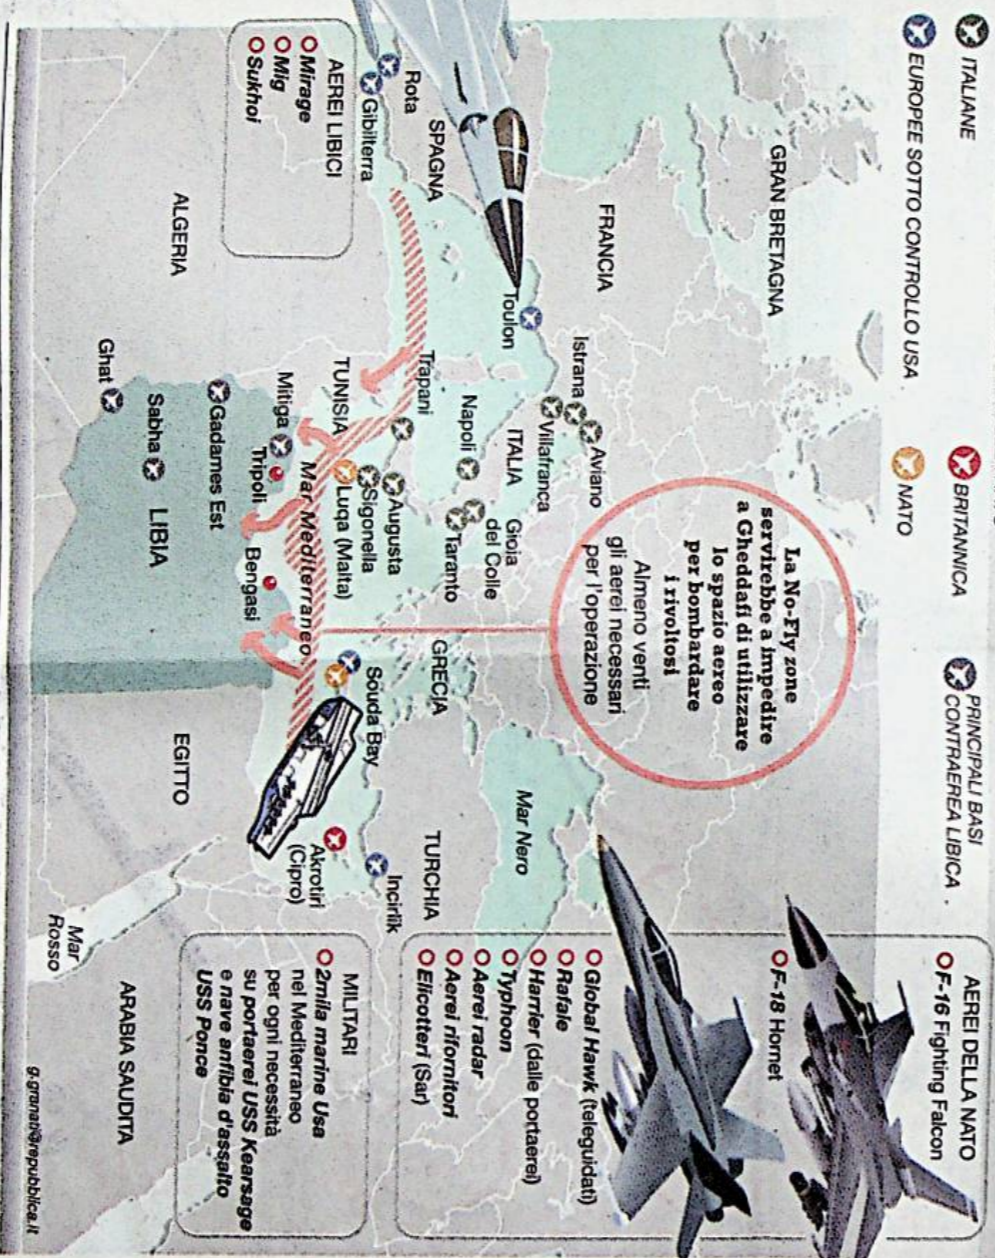 ITALIANE
EUROPEE SOTTO CONTROLLO USA
BRITANNICA
NATO
PRINCIPALI BASI
CONTRAEREA LIBICA
AEREI DELLA NATO
F-16 Fighting Falcon
F-18 Hornet
Global Hawk (teleguidati)
Rafale
Harrier (dalle portaerei)
Typhoon
Aerei radar
Aerei rifornitori
Elicotteri (Sar)
La No-Fly zone
servirebbe a impedire
a Gheddafi di utilizzare
lo spazio aereo
per bombardare
i rivoltosi
Almeno venti
gli aerei necessari
per l'operazione
GRAN BRETAGNA
FRANCIA
Toulon
Istrana
Aviano
Villafranca
ITALIA
Napoli
Gioia
del Colle
Taranto
Trapani
Augusta
Sigonella
Luqa (Malta)
Mar Nero
GRECIA
TURCHIA
Souda Bay
Incirlik
Akrotiri
(Cipro)
Rota
SPAGNA
Gibilterra
AEREI LIBICI
Mirage
Mig
Sukhoi
ALGERIA
TUNISIA
Mar Mediterraneo
Mitiga
Tripoli
Bengasi
Gadames Est
LIBIA
Sabha
Ghat
EGITTO
Mar
Rosso
ARABIA SAUDITA
MILITARI
2mila marine Usa
nel Mediterraneo
per ogni necessità
su portaerei USS Kearsage
e nave anfibia d'assalto
USS Ponce
g.granati@repubblica.it